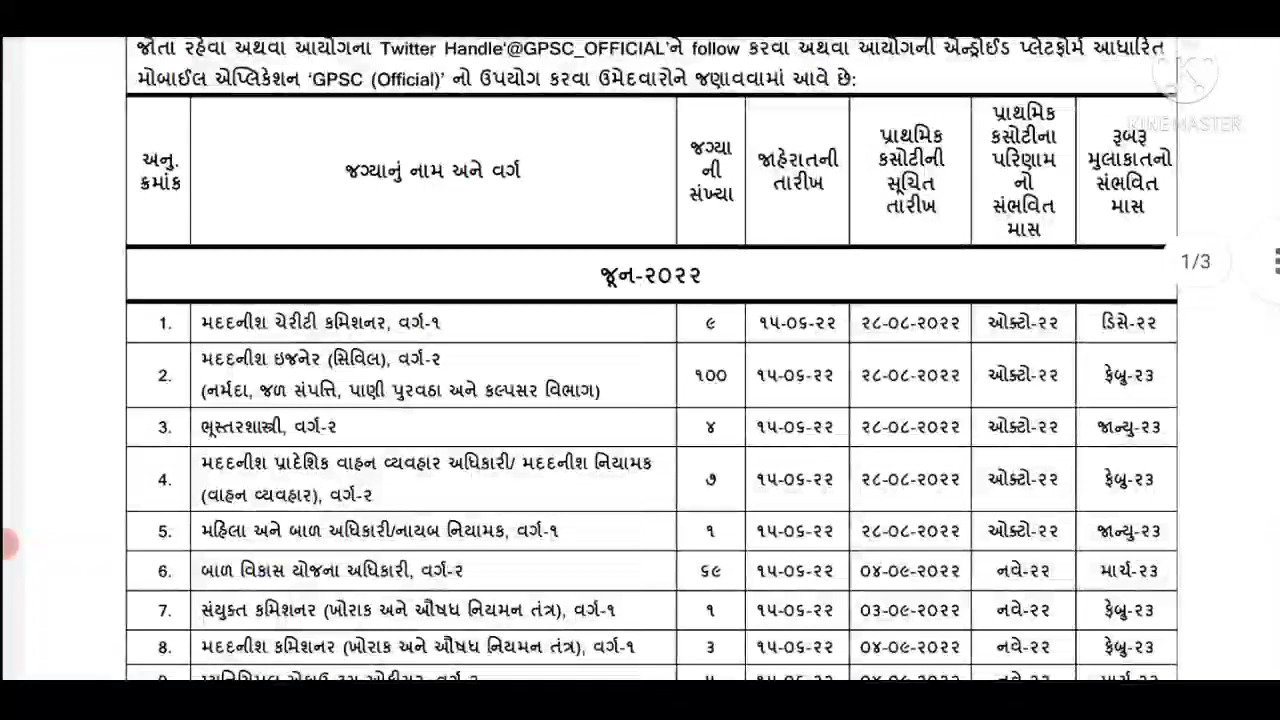 જોતા રહેવા અથવા આયોગના Twitter Handle'@GPSC_OFFICIAL'ને follow કરવા અથવા આયોગની એન્ડ્રોઈડ પ્લેટફોર્મ આધારિત
મોબાઈલ એપ્લિકેશન ‘GPSC (Official)’ નો ઉપયોગ કરવા ઉમેદવારોને જણાવવામાં આવે છે:
KINEMASTER
અનુ. ક્રમાંક જગ્યાનું નામ અને વર્ગ જગ્યાની સંખ્યા જાહેરાતની તારીખ પ્રાથમિક કસોટીની સૂચિત તારીખ પ્રાથમિક કસોટીના પરિણામનો સંભવિત માસ રૂબરૂ મુલાકાતનો સંભવિત માસ
1/3
જૂન-૨૦૨૨
1. મદદનીશ ચેરીટી કમિશનર, વર્ગ-૧ ૯ ૧૫-૦૬-૨૨ ૨૮-૦૮-૨૦૨૨ ઓક્ટો-૨૨ ડિસે-૨૨
2. મદદનીશ ઇજનેર (સિવિલ), વર્ગ-૨
(નર્મદા, જળ સંપત્તિ, પાણી પુરવઠા અને કલ્પસર વિભાગ) ૧૦૦ ૧૫-૦૬-૨૨ ૨૮-૦૮-૨૦૨૨ ઓક્ટો-૨૨ ફેબ્રુ-૨૩
3. ભૂસ્તરશાસ્ત્રી, વર્ગ-૨ ૪ ૧૫-૦૬-૨૨ ૨૮-૦૮-૨૦૨૨ ઓક્ટો-૨૨ જાન્યુ-૨૩
4. મદદનીશ પ્રાદેશિક વાહન વ્યવહાર અધિકારી/ મદદનીશ નિયામક
(વાહન વ્યવહાર), વર્ગ-૨ ૭ ૧૫-૦૬-૨૨ ૨૮-૦૮-૨૦૨૨ ઓક્ટો-૨૨ ફેબ્રુ-૨૩
5. મહિલા અને બાળ અધિકારી/નાયબ નિયામક, વર્ગ-૧ ૧ ૧૫-૦૬-૨૨ ૨૮-૦૮-૨૦૨૨ ઓક્ટો-૨૨ જાન્યુ-૨૩
6. બાળ વિકાસ યોજના અધિકારી, વર્ગ-૨ ૬૯ ૧૫-૦૬-૨૨ ૦૪-૦૯-૨૦૨૨ નવે-૨૨ માર્ચ-૨૩
7. સંયુક્ત કમિશનર (ખોરાક અને ઔષધ નિયમન તંત્ર), વર્ગ-૧ ૧ ૧૫-૦૬-૨૨ ૦૩-૦૯-૨૦૨૨ નવે-૨૨ ફેબ્રુ-૨૩
8. મદદનીશ કમિશનર (ખોરાક અને ઔષધ નિયમન તંત્ર), વર્ગ-૧ ૩ ૧૫-૦૬-૨૨ ૦૪-૦૯-૨૦૨૨ નવે-૨૨ ફેબ્રુ-૨૩